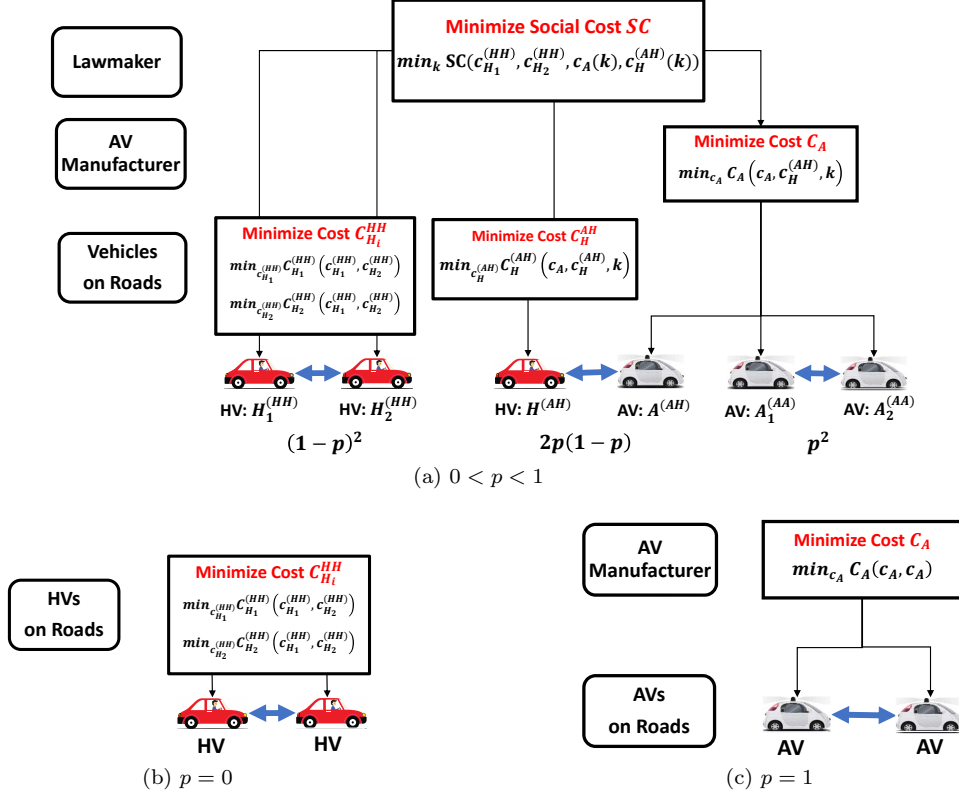 Lawmaker
Minimize Social Cost SC
min_k SC(c_{H_1}^{(HH)}, c_{H_2}^{(HH)}, c_A(k), c_H^{(AH)}(k))
AV
Manufacturer
Minimize Cost C_A
min_{c_A} C_A(c_A, c_H^{(AH)}, k)
Vehicles
on Roads
Minimize Cost C_{H_i}^{HH}
min_{c_{H_1}^{(HH)}} C_{H_1}^{(HH)}(c_{H_1}^{(HH)}, c_{H_2}^{(HH)})
min_{c_{H_2}^{(HH)}} C_{H_2}^{(HH)}(c_{H_1}^{(HH)}, c_{H_2}^{(HH)})
Minimize Cost C_H^{AH}
min_{c_H^{(AH)}} C_H^{(AH)}(c_A, c_H^{(AH)}, k)
HV: H_1^{(HH)}
HV: H_2^{(HH)}
HV: H^{(AH)}
AV: A^{(AH)}
AV: A_1^{(AA)}
AV: A_2^{(AA)}
(1 − p)^2
2p(1 − p)
p^2
(a) 0 < p < 1
HVs
on Roads
Minimize Cost C_{H_i}^{HH}
min_{c_{H_1}^{(HH)}} C_{H_1}^{(HH)}(c_{H_1}^{(HH)}, c_{H_2}^{(HH)})
min_{c_{H_2}^{(HH)}} C_{H_2}^{(HH)}(c_{H_1}^{(HH)}, c_{H_2}^{(HH)})
HV
HV
(b) p = 0
AV
Manufacturer
Minimize Cost C_A
min_{c_A} C_A(c_A, c_A)
AVs
on Roads
AV
AV
(c) p = 1